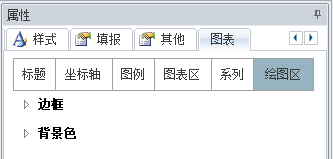 属性
样式 填报 其他 图表
标题 坐标轴 图例 图表区 系列 绘图区
边框
背景色